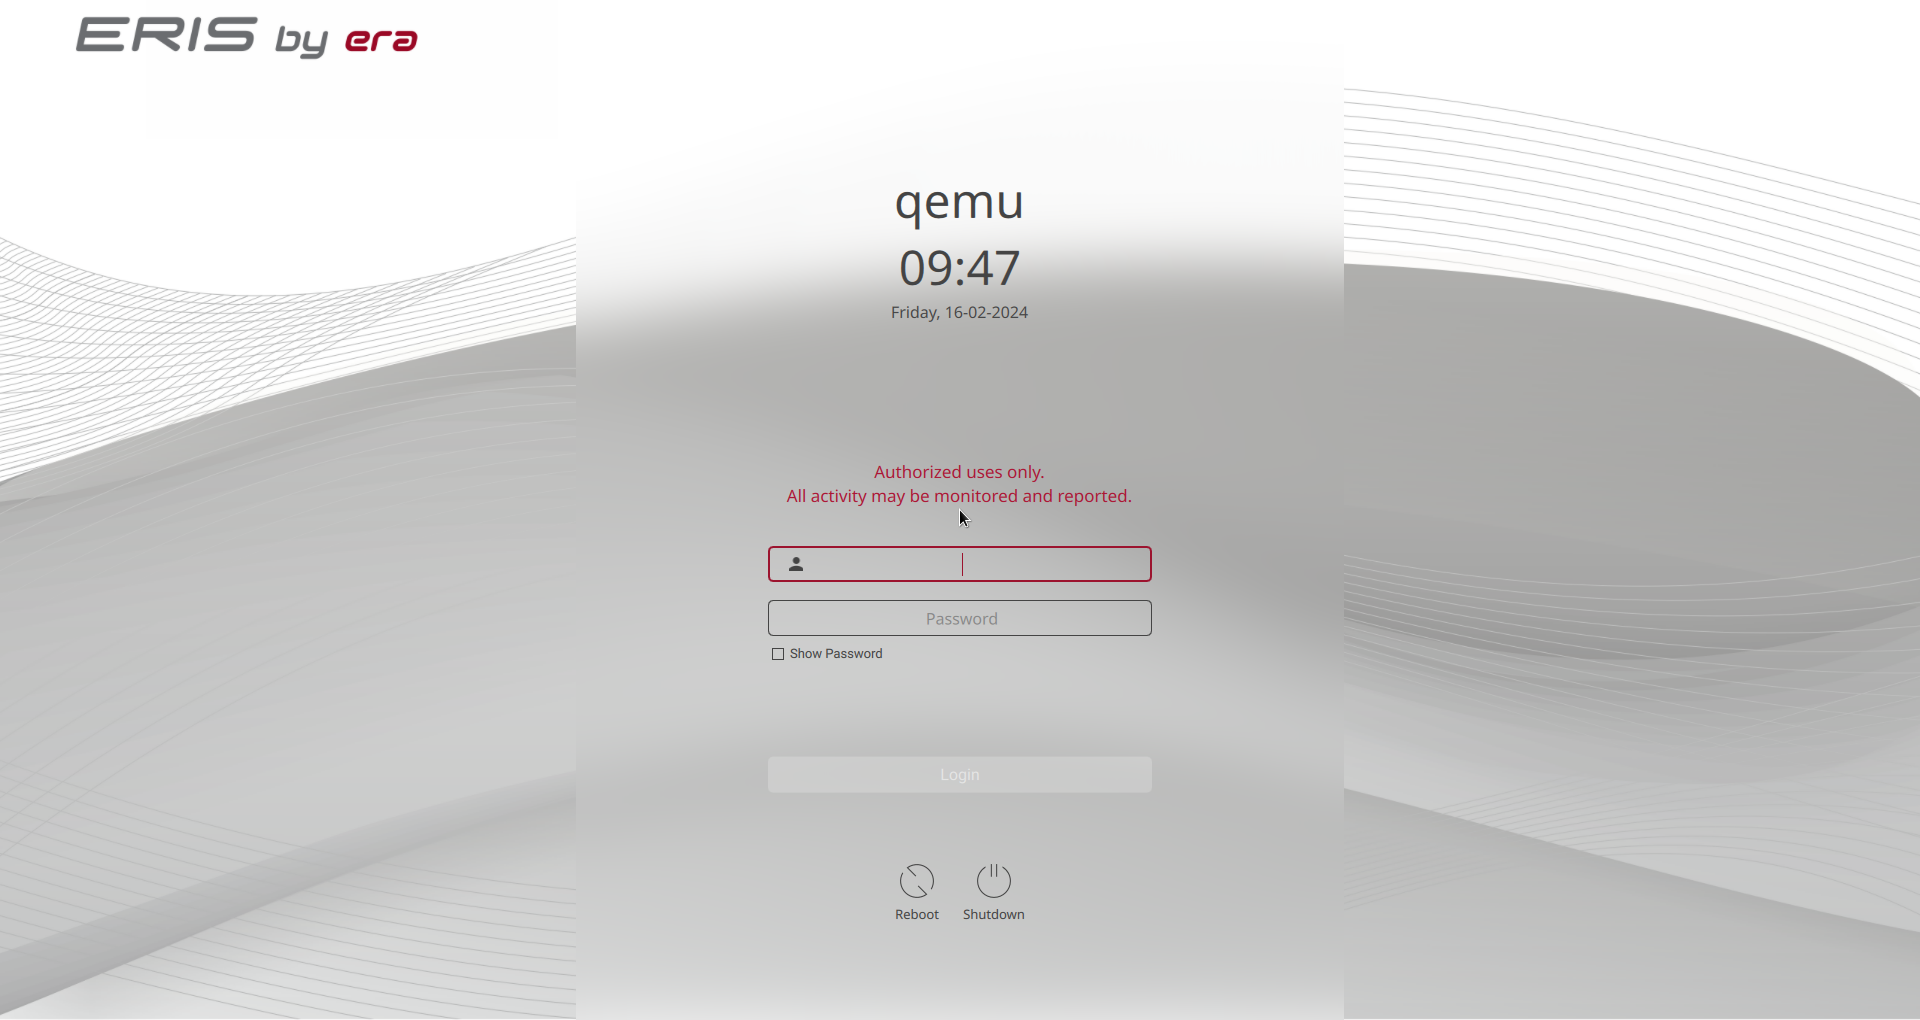 ERIS by era
qemu
09:47
Friday, 16-02-2024
Authorized uses only.
All activity may be monitored and reported.
Password
Show Password
Login
Reboot
Shutdown